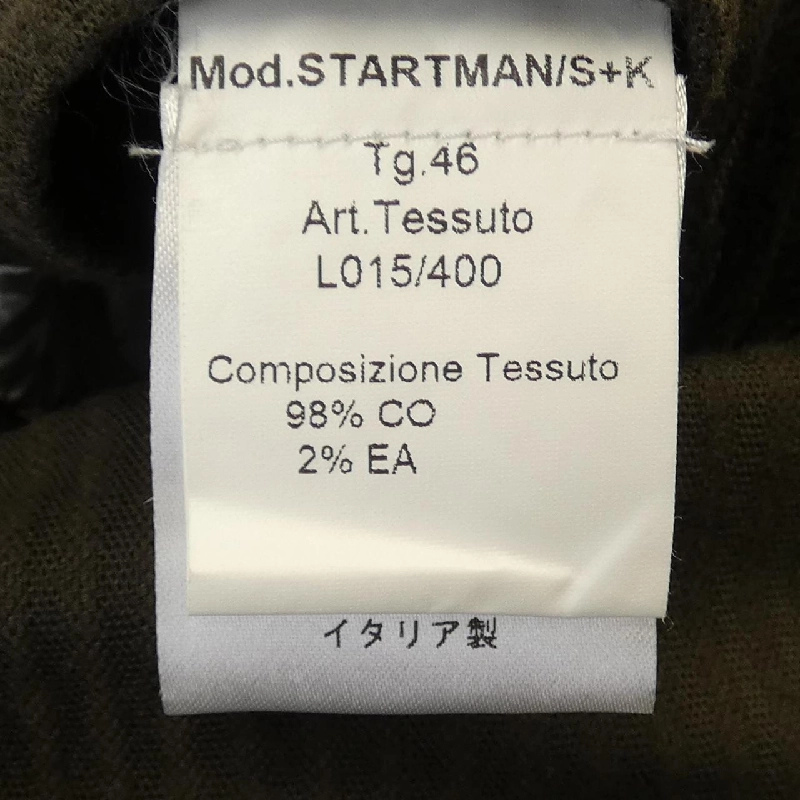 Mod.STARTMAN/S+K
Tg.46
Art.Tessuto
L015/400
Composizione Tessuto
98% CO
2% EA
イタリア製